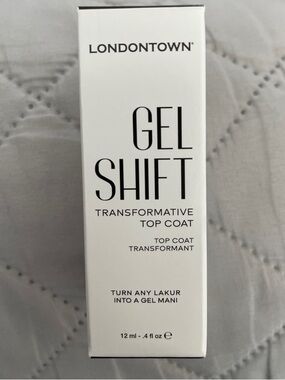 LONDONTOWN®
GEL
SHIFT
TRANSFORMATIVE
TOP COAT
TOP COAT
TRANSFORMANT
TURN ANY LAKUR
INTO A GEL MANI
12 ml - .4 fl oz ℮